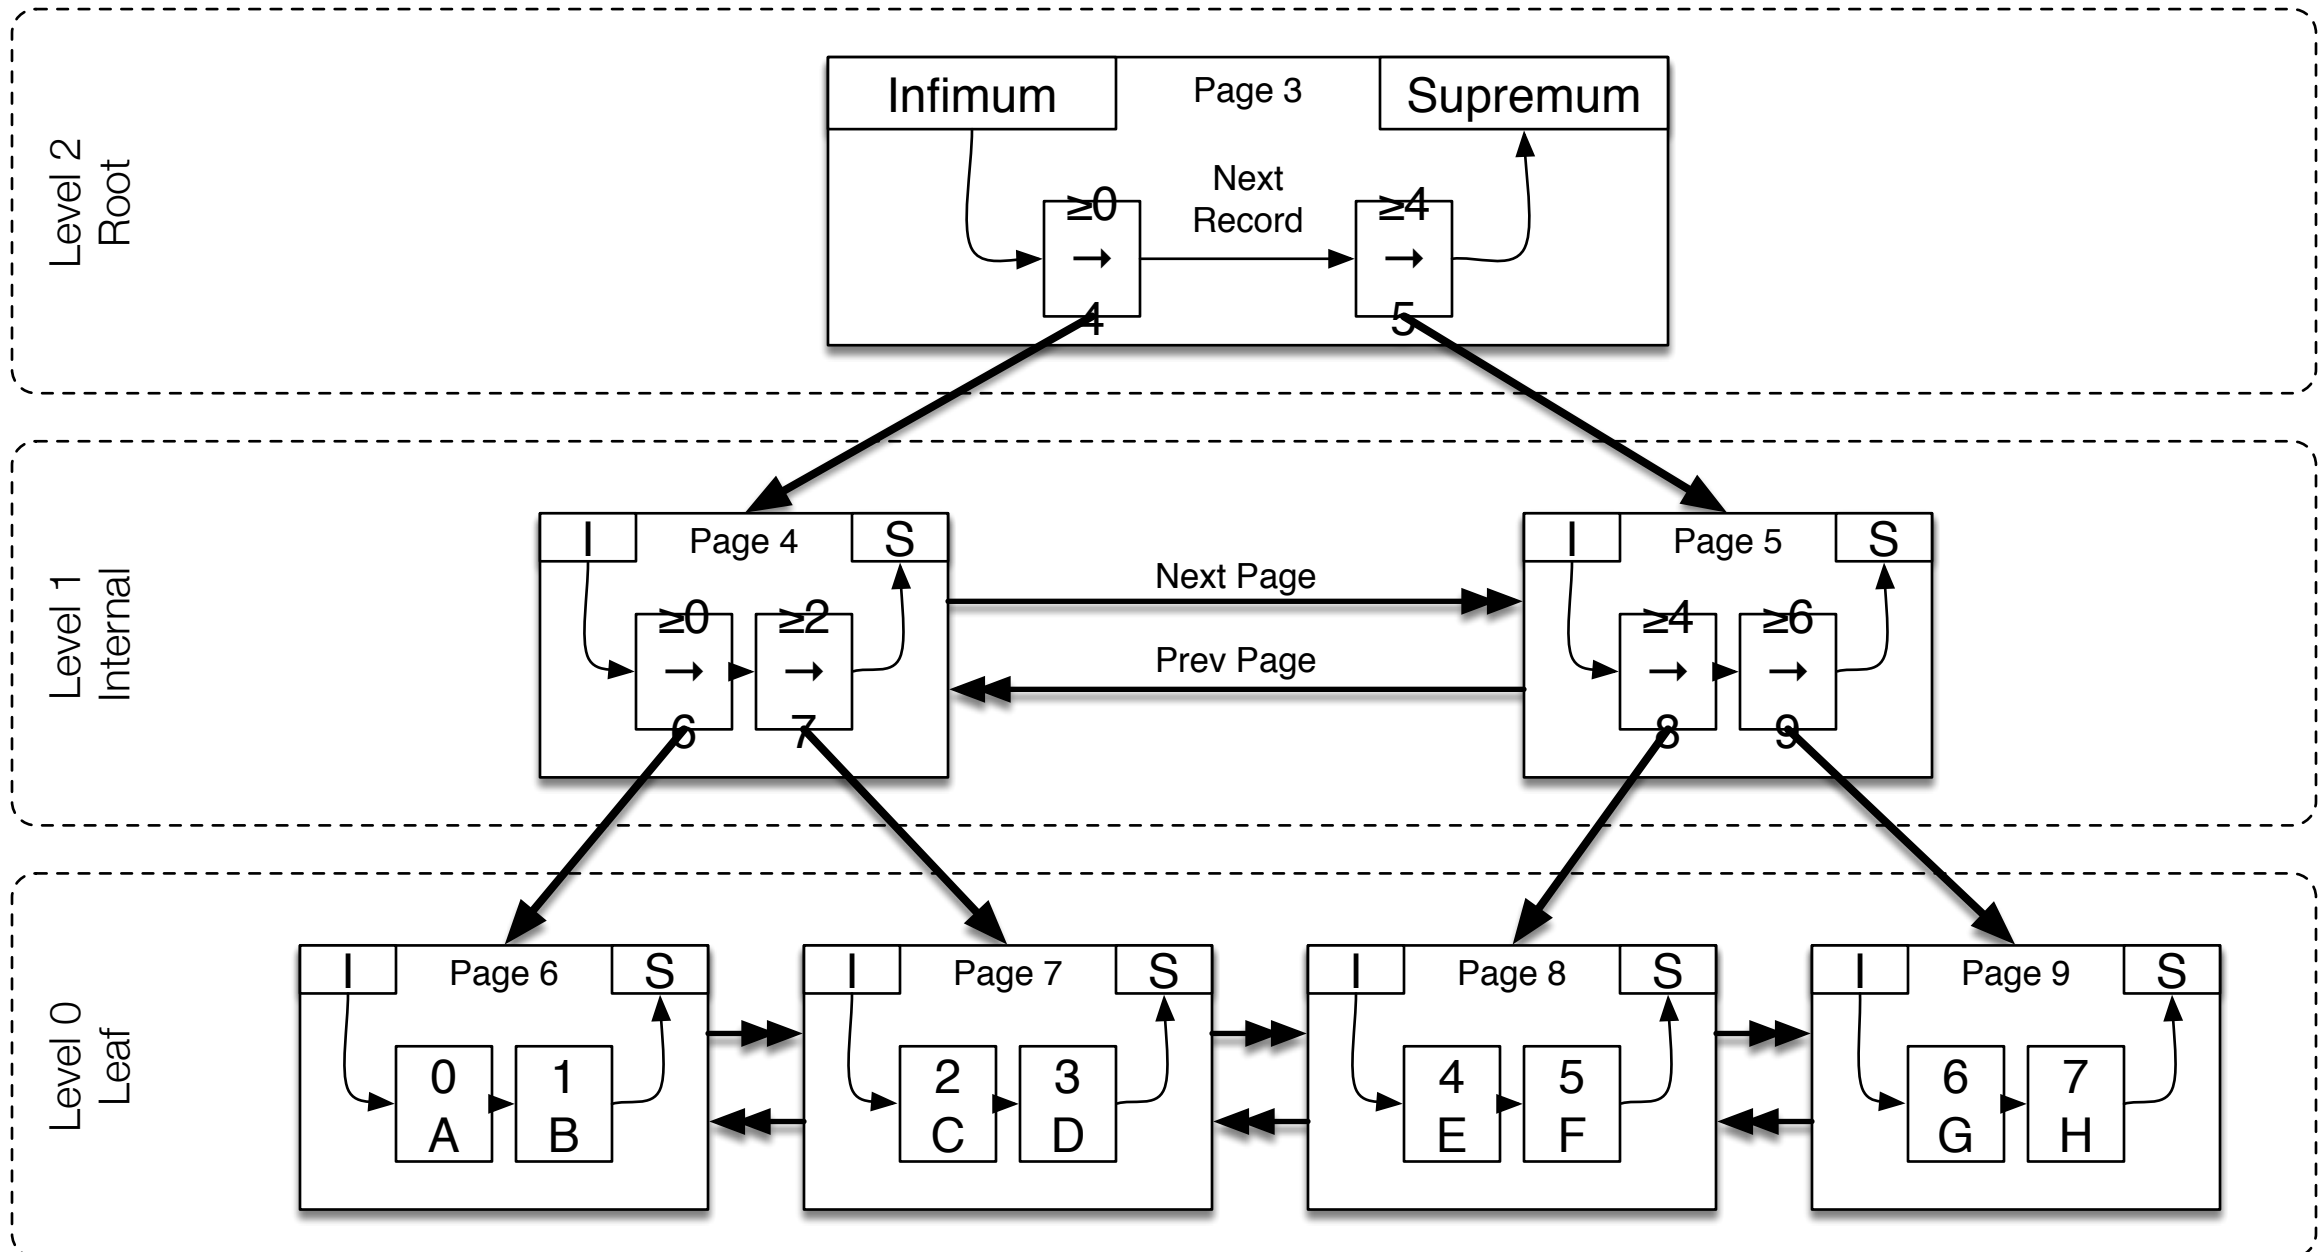 Level 2
Root
Infimum
Page 3
Supremum
Next
Record
≥0
→
4
≥4
→
5
Level 1
Internal
I
Page 4
S
≥0
→
6
≥2
→
7
Next Page
Prev Page
I
Page 5
S
≥4
→
8
≥6
→
9
Level 0
Leaf
I
Page 6
S
0
A
1
B
I
Page 7
S
2
C
3
D
I
Page 8
S
4
E
5
F
I
Page 9
S
6
G
7
H